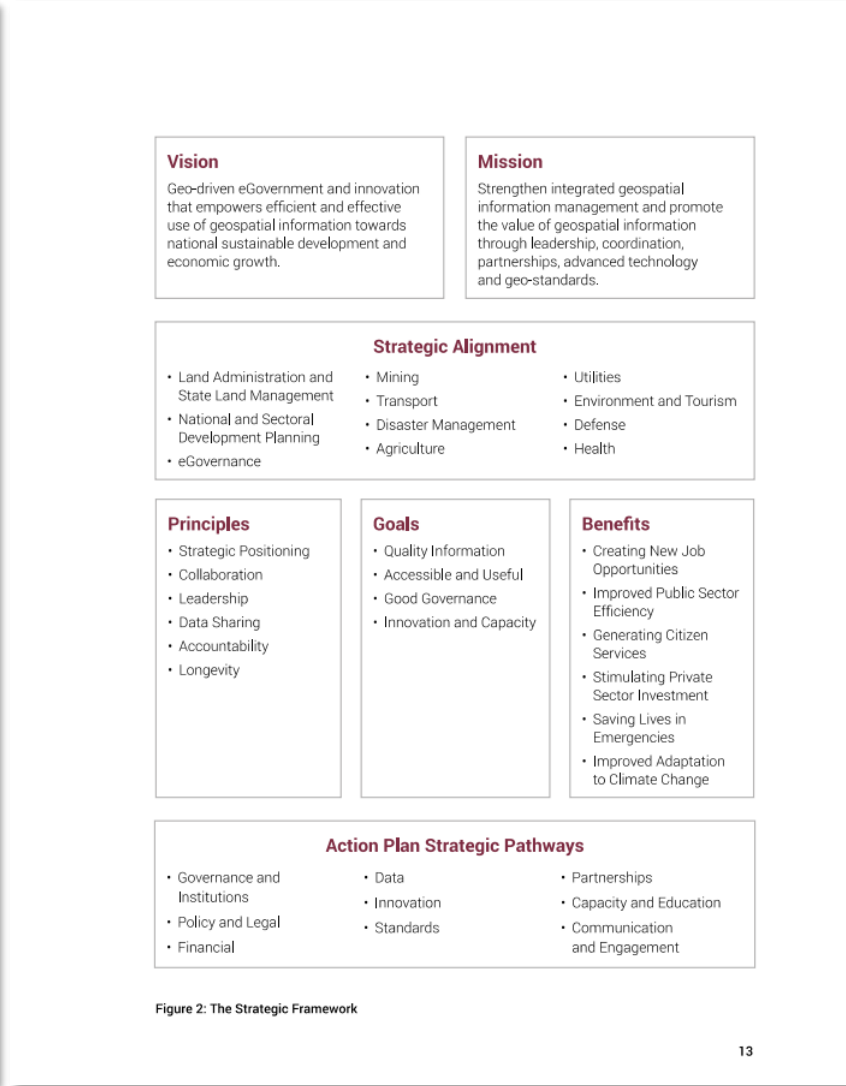 Vision
Geo-driven eGovernment and innovation
that empowers efficient and effective
use of geospatial information towards
national sustainable development and
economic growth.
Mission
Strengthen integrated geospatial
information management and promote
the value of geospatial information
through leadership, coordination,
partnerships, advanced technology
and geo-standards.
Strategic Alignment
• Land Administration and
State Land Management
• National and Sectoral
Development Planning
• eGovernance
• Mining
• Transport
• Disaster Management
• Agriculture
• Utilities
• Environment and Tourism
• Defense
• Health
Principles
• Strategic Positioning
• Collaboration
• Leadership
• Data Sharing
• Accountability
• Longevity
Goals
• Quality Information
• Accessible and Useful
• Good Governance
• Innovation and Capacity
Benefits
• Creating New Job
Opportunities
• Improved Public Sector
Efficiency
• Generating Citizen
Services
• Stimulating Private
Sector Investment
• Saving Lives in
Emergencies
• Improved Adaptation
to Climate Change
Action Plan Strategic Pathways
• Governance and
Institutions
• Policy and Legal
• Financial
• Data
• Innovation
• Standards
• Partnerships
• Capacity and Education
• Communication
and Engagement
Figure 2: The Strategic Framework
13